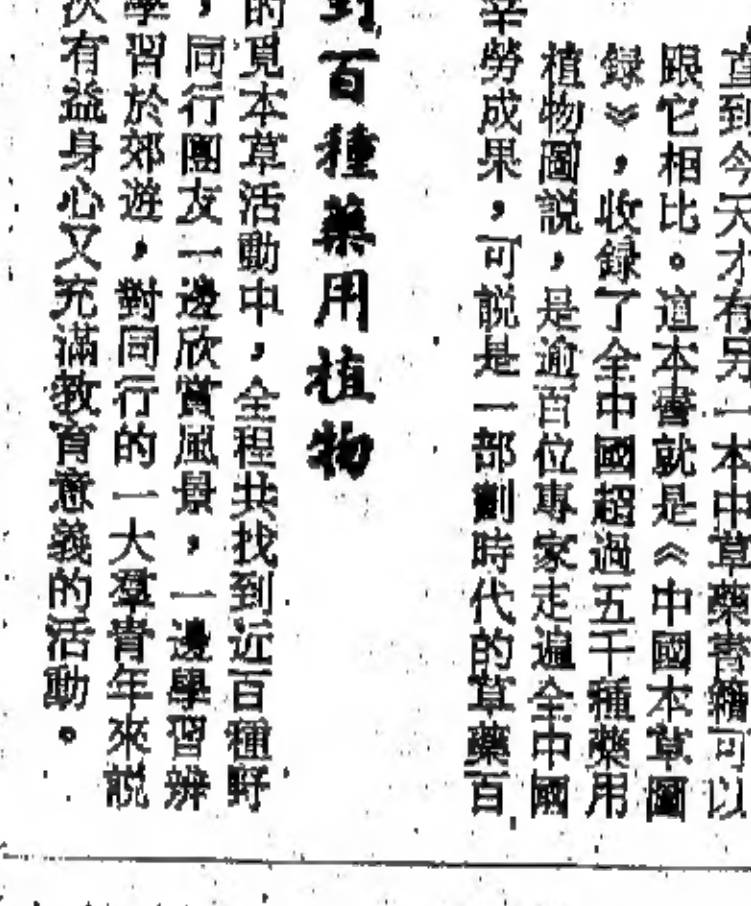 直到今天才有另一本中草藥書籍可以
跟它相比。這本書就是《中國本草圖
録》，收録了全中國超過五千種藥用
植物圖説，是逾百位專家走遍全中國
辛勞成果，可説是一部劃時代的草藥百
到百種藥用植物
的覓本草活動中，全程共找到近百種野
，同行團友一邊欣賞風景，一邊學習辨
學習於郊遊，對同行的一大羣青年來説
次有益身心又充滿教育意義的活動。